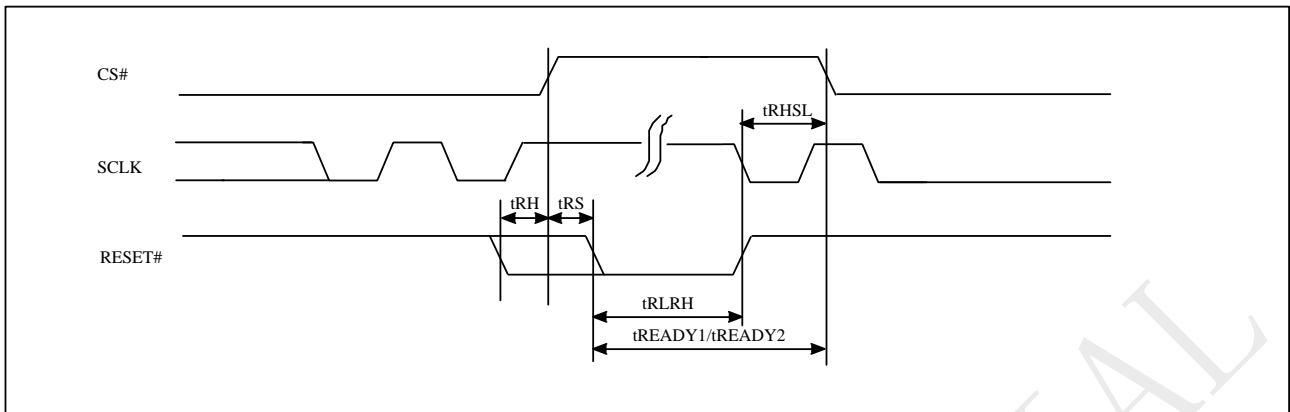 CS#
tRHSL
SCLK
tRH tRS
RESET#
tRLRH
tREADY1/tREADY2